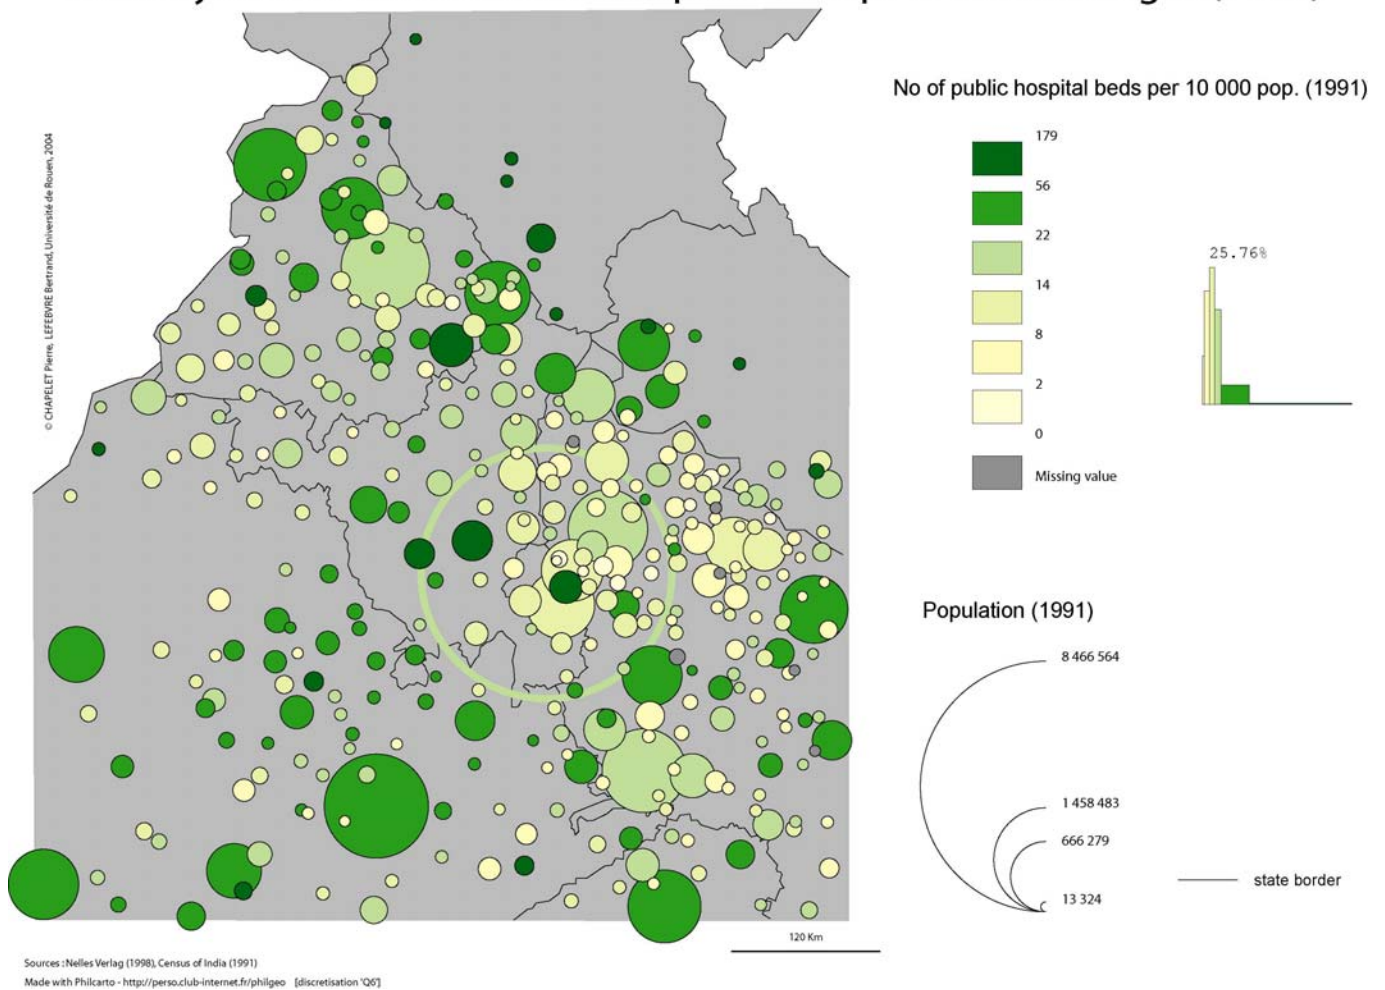 No of public hospital beds per 10 000 pop. (1991)
179
56
22
14
8
2
0
Missing value
25.76%
Population (1991)
8 466 564
1 458 483
666 279
13 324
state border
120 Km
© CHAPELET Pierre, LEFEBVRE Bertrand, Université de Rouen, 2004
Sources : Nelles Verlag (1998), Census of India (1991)
Made with Philcarto - http://perso.club-internet.fr/philgeo [discretisation 'Q6']